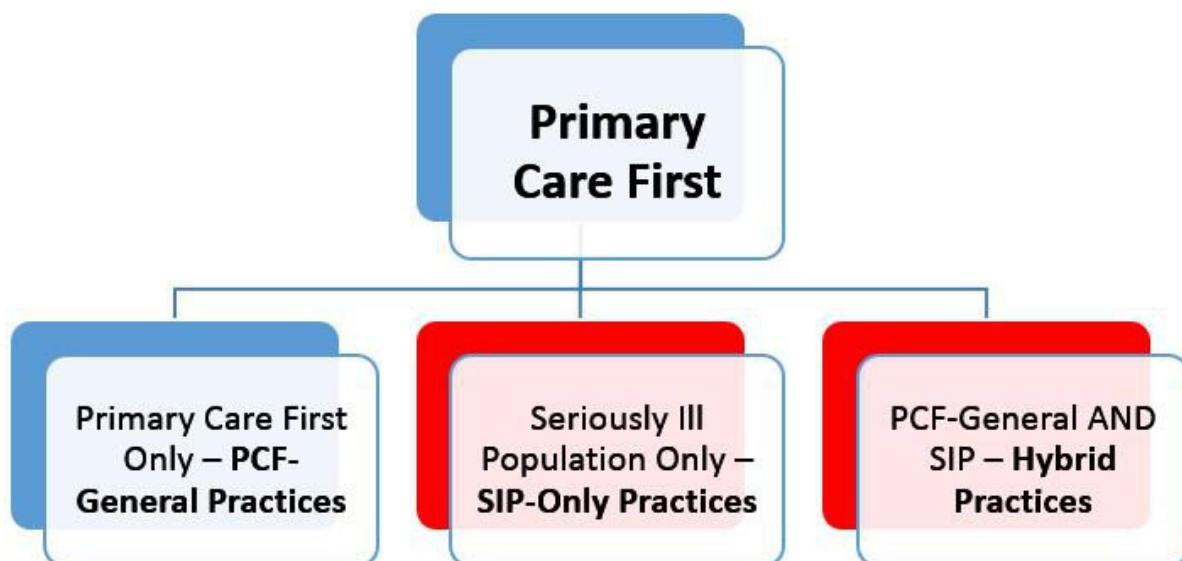 Primary
Care First
Primary Care First
Only – PCF-
General Practices
Seriously Ill
Population Only –
SIP-Only Practices
PCF-General AND
SIP – Hybrid
Practices